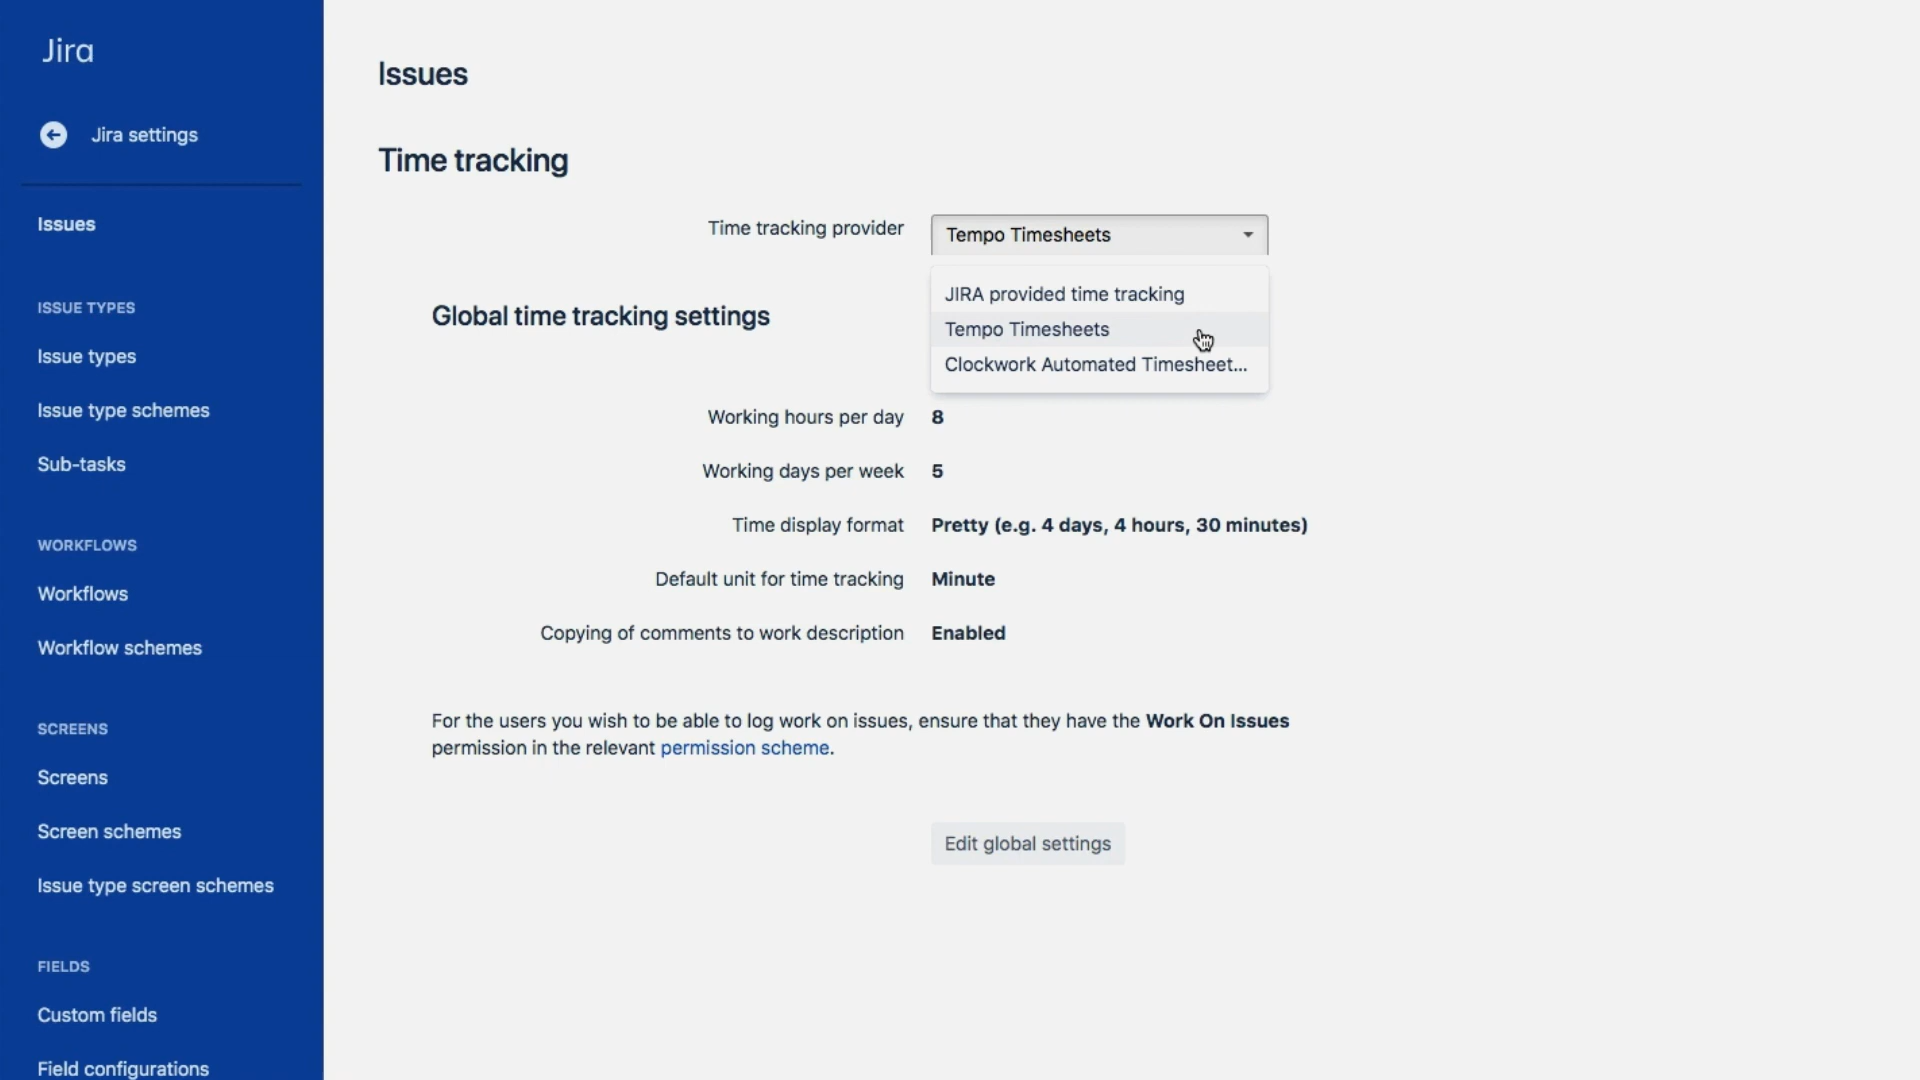 Jira
Jira settings
Issues
ISSUE TYPES
Issue types
Issue type schemes
Sub-tasks
WORKFLOWS
Workflows
Workflow schemes
SCREENS
Screens
Screen schemes
Issue type screen schemes
FIELDS
Custom fields
Field configurations
Issues
Time tracking
Time tracking provider
Tempo Timesheets
JIRA provided time tracking
Tempo Timesheets
Clockwork Automated Timesheet...
Global time tracking settings
Working hours per day 8
Working days per week 5
Time display format Pretty (e.g. 4 days, 4 hours, 30 minutes)
Default unit for time tracking Minute
Copying of comments to work description Enabled
For the users you wish to be able to log work on issues, ensure that they have the Work On Issues
permission in the relevant permission scheme.
Edit global settings